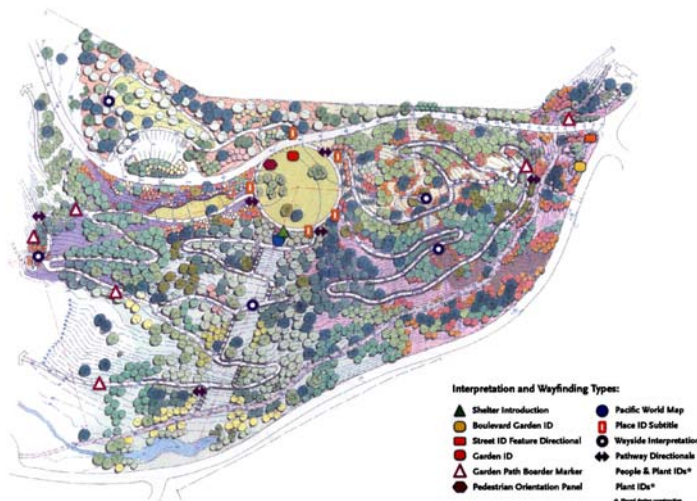 Interpretation and Wayfinding Types:
Shelter Introduction
Boulevard Garden ID
Street ID Feature Directional
Garden ID
Garden Path Boarder Marker
Pedestrian Orientation Panel
Pacific World Map
Place ID Subtitle
Wayside Interpretation
Pathway Directionals
People & Plant IDs*
Plant IDs*